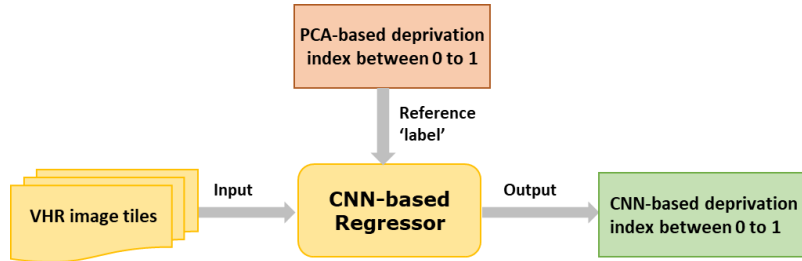 PCA-based deprivation
index between 0 to 1
Reference
‘label’
VHR image tiles
Input
CNN-based
Regressor
Output
CNN-based deprivation
index between 0 to 1